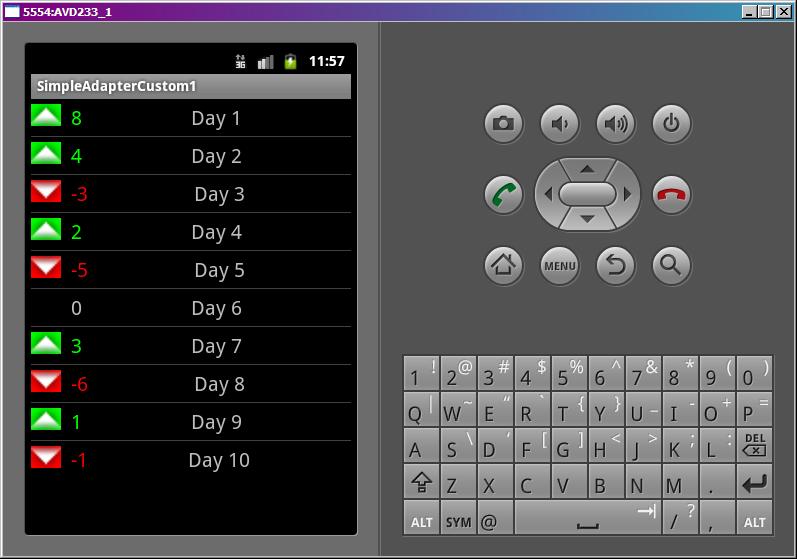 5554:AVD233_1
3G 11:57
SimpleAdapterCustom1
8 Day 1
4 Day 2
-3 Day 3
2 Day 4
-5 Day 5
0 Day 6
3 Day 7
-6 Day 8
1 Day 9
-1 Day 10
MENU
1 ! 2 @ 3 # 4 $ 5 % 6 ^ 7 & 8 * 9 ( 0 )
Q | W ~ E “ R ` T { Y } U _ I - O + P =
A S \ D ‘ F [ G ] H < J > K ; L : DEL
Z X C V B N M .
ALT SYM @ / ? , ALT